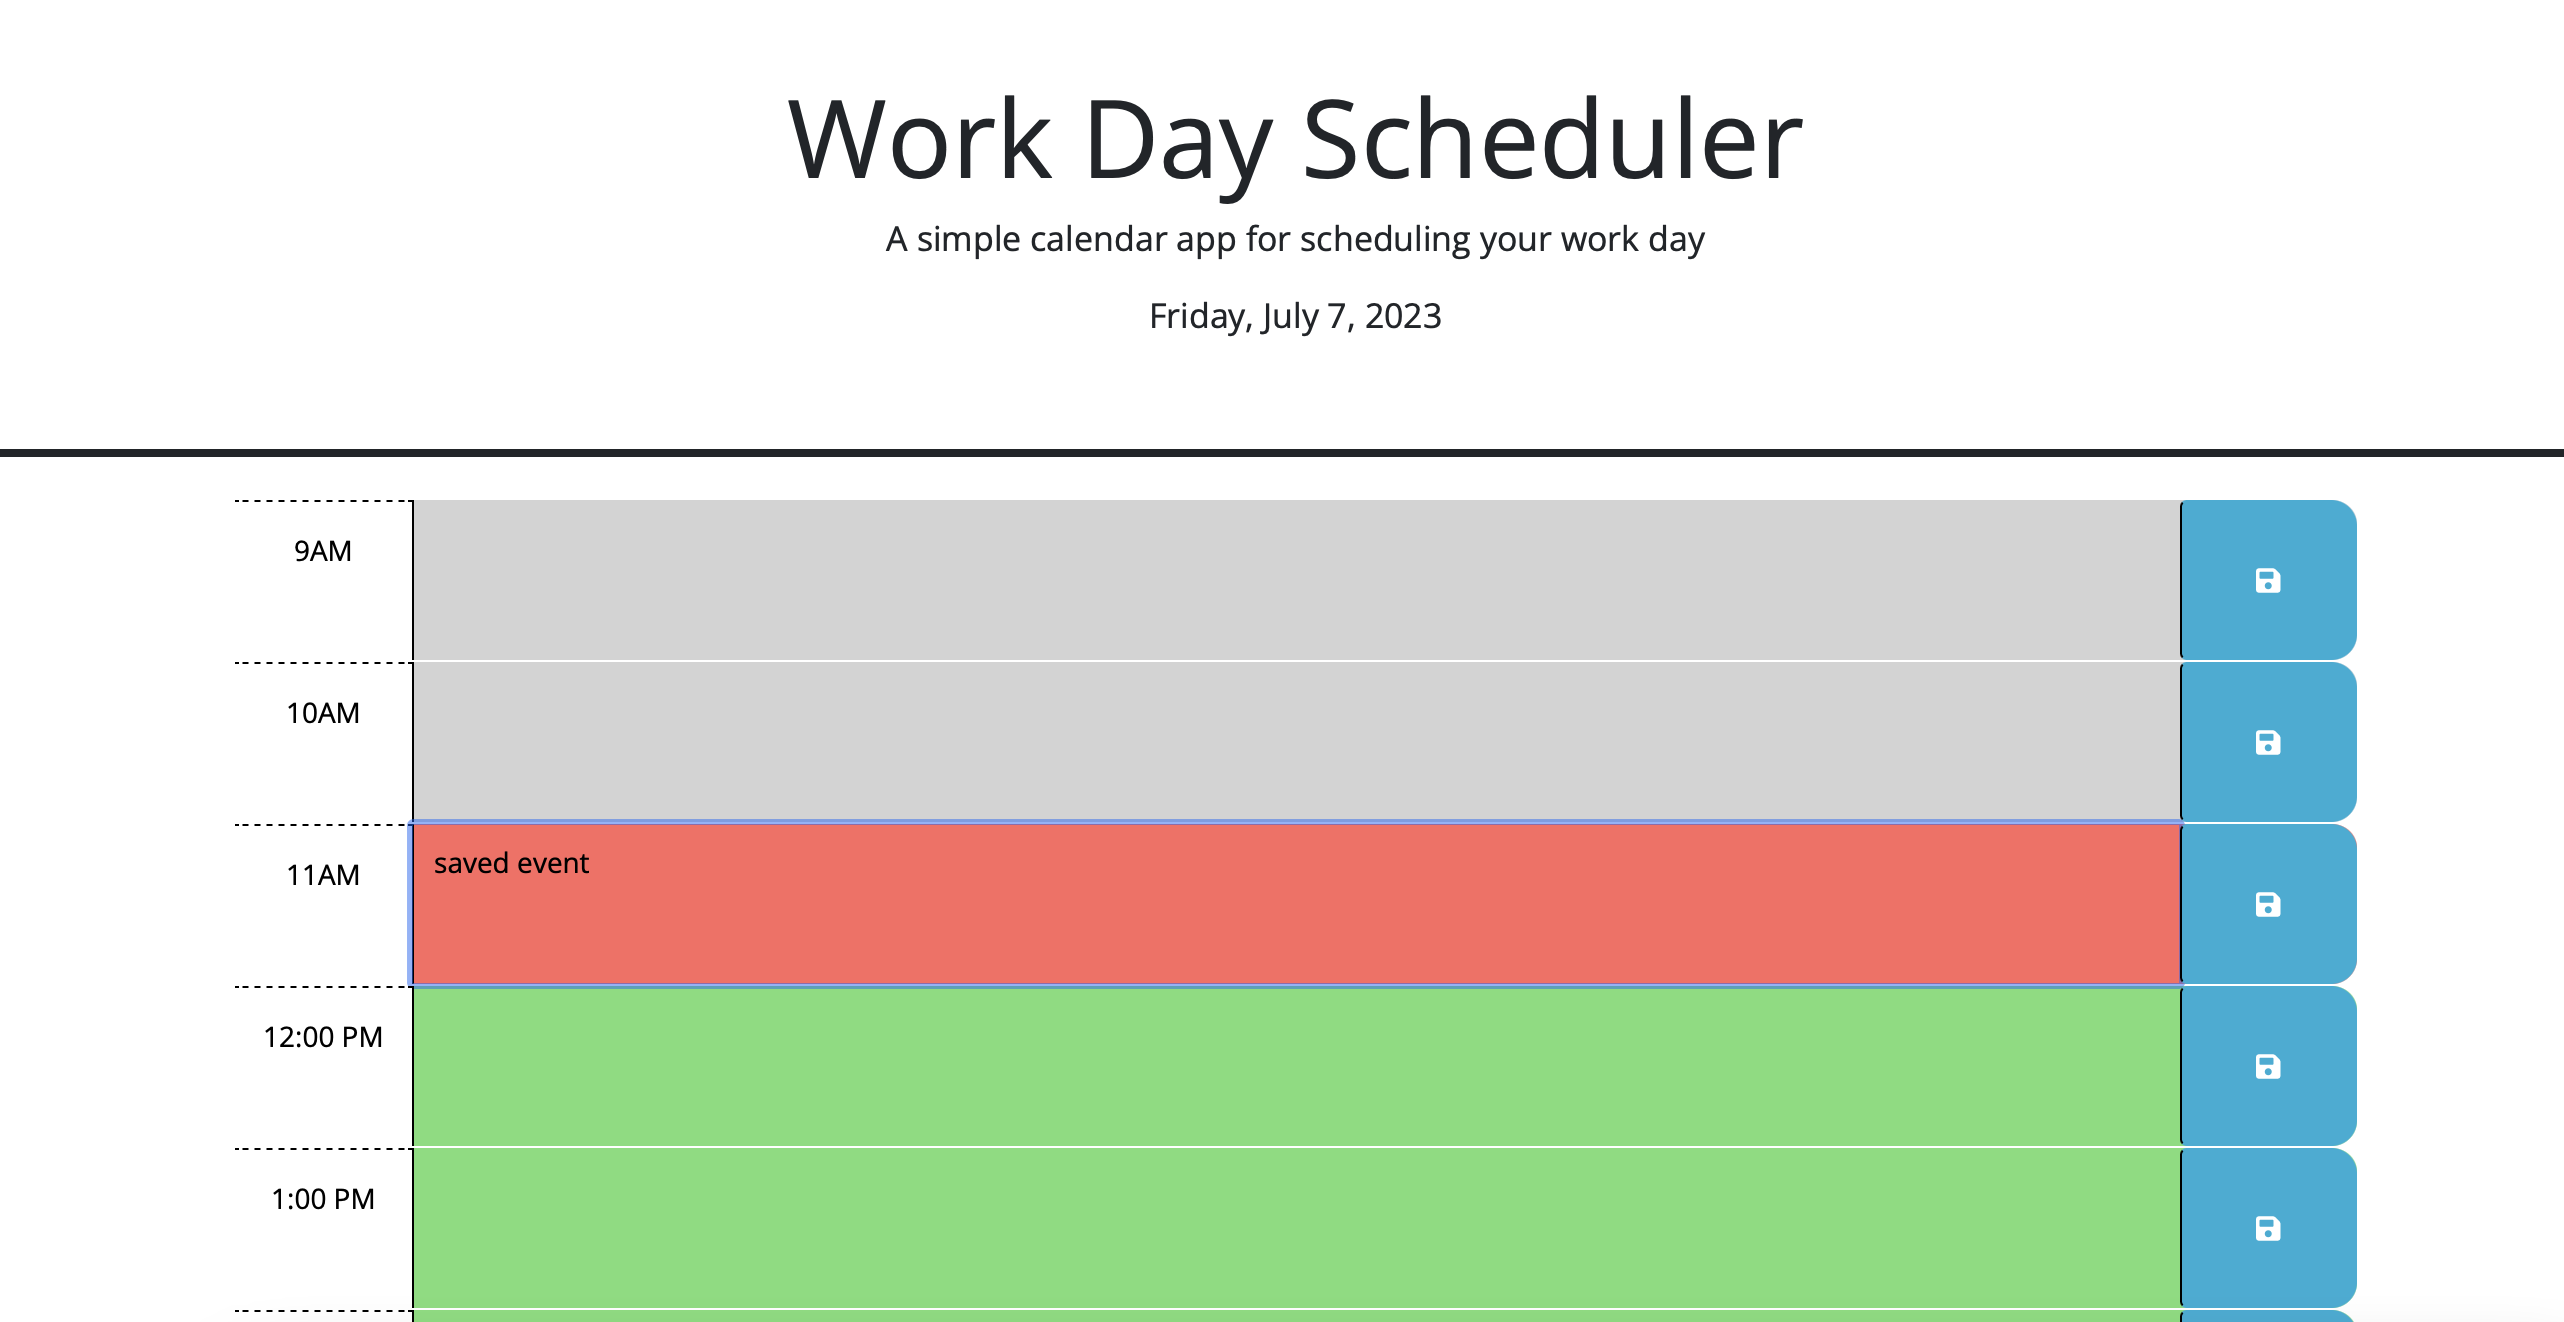 Work Day Scheduler
A simple calendar app for scheduling your work day
Friday, July 7, 2023
9AM
10AM
11AM
saved event
12:00 PM
1:00 PM